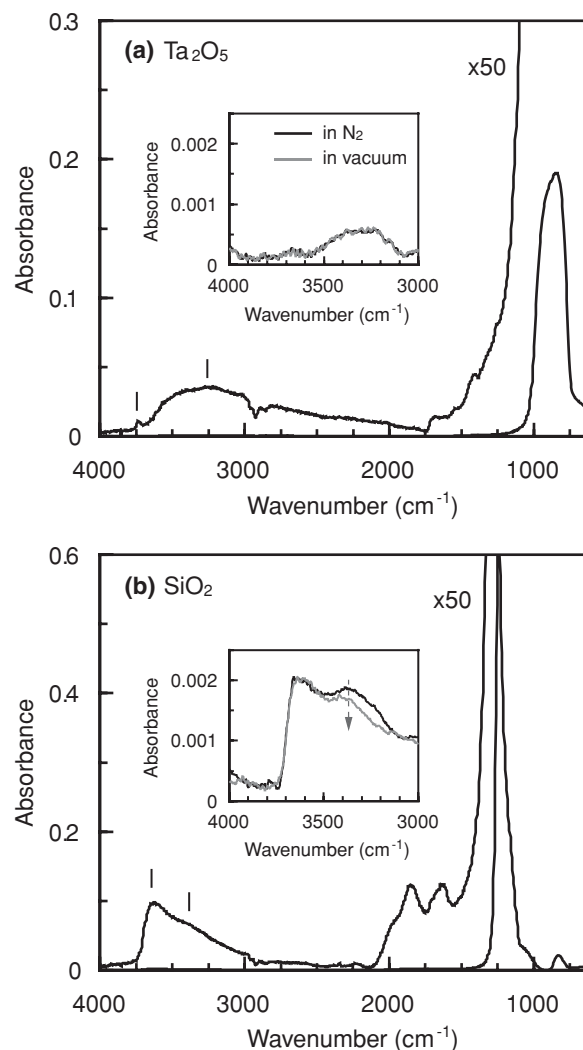 (a) Ta2O5
x50
0.3
0.2
0.1
0
Absorbance
in N2
in vacuum
0.002
0.001
0
Absorbance
4000 3500 3000
Wavenumber (cm-1)
4000 3000 2000 1000
Wavenumber (cm-1)
(b) SiO2
x50
0.6
0.4
0.2
0
Absorbance
0.002
0.001
0
Absorbance
4000 3500 3000
Wavenumber (cm-1)
4000 3000 2000 1000
Wavenumber (cm-1)